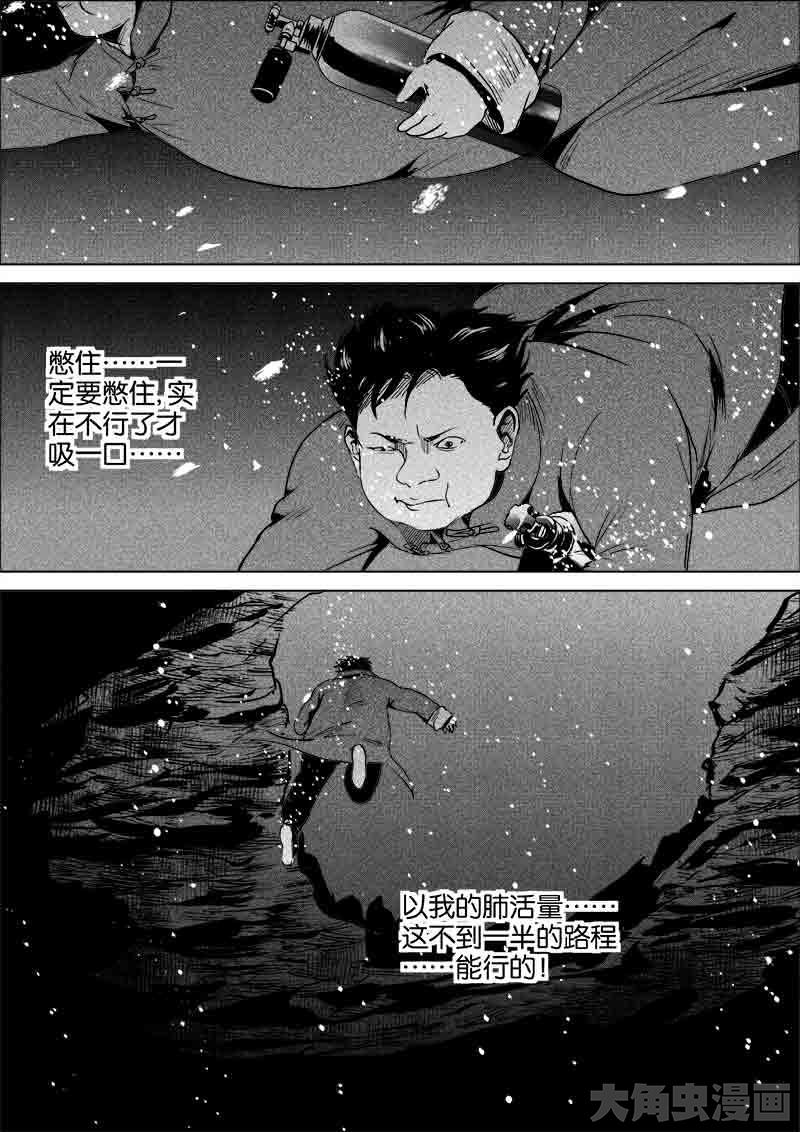 憋住……一
定要憋住,实
在不行了才
吸一口……
以我的肺活量……
这不到一半的路程
……能行的!
大角虫漫画